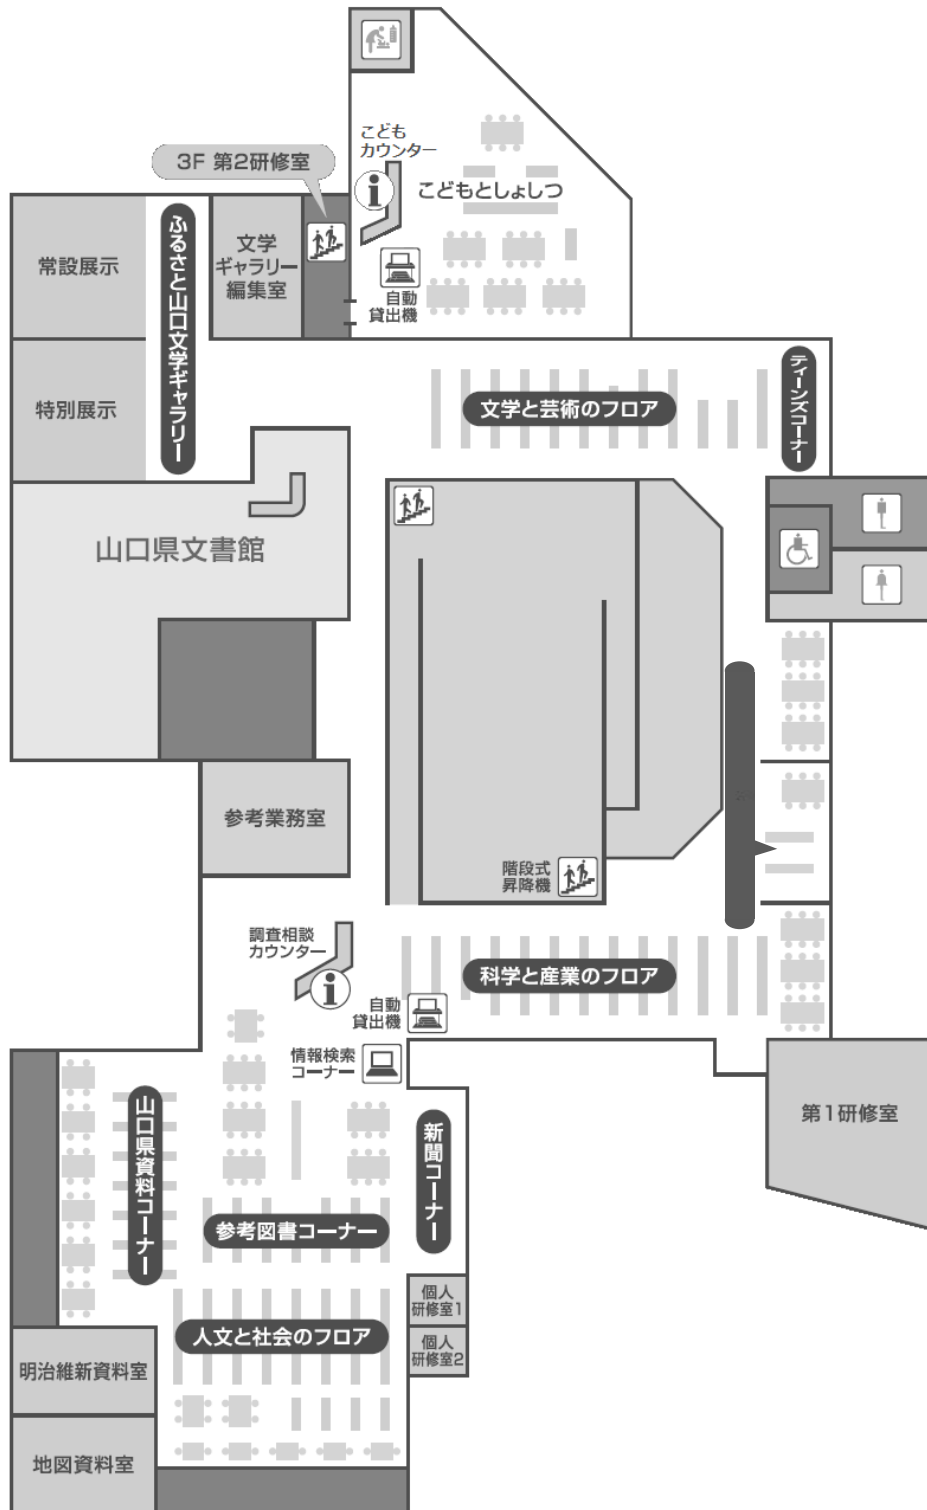 こども
カウンター
3F 第2研修室
こどもとしょしつ
常設展示
ふるさと山口文学ギャラリー
文学
ギャラリー
編集室
自動
貸出機
特別展示
文学と芸術のフロア
ティーンズコーナー
山口県文書館
参考業務室
階段式
昇降機
調査相談
カウンター
科学と産業のフロア
自動
貸出機
情報検索
コーナー
山口県資料コーナー
新聞コーナー
第1研修室
参考図書コーナー
個人
研修室1
人文と社会のフロア
個人
研修室2
明治維新資料室
地図資料室